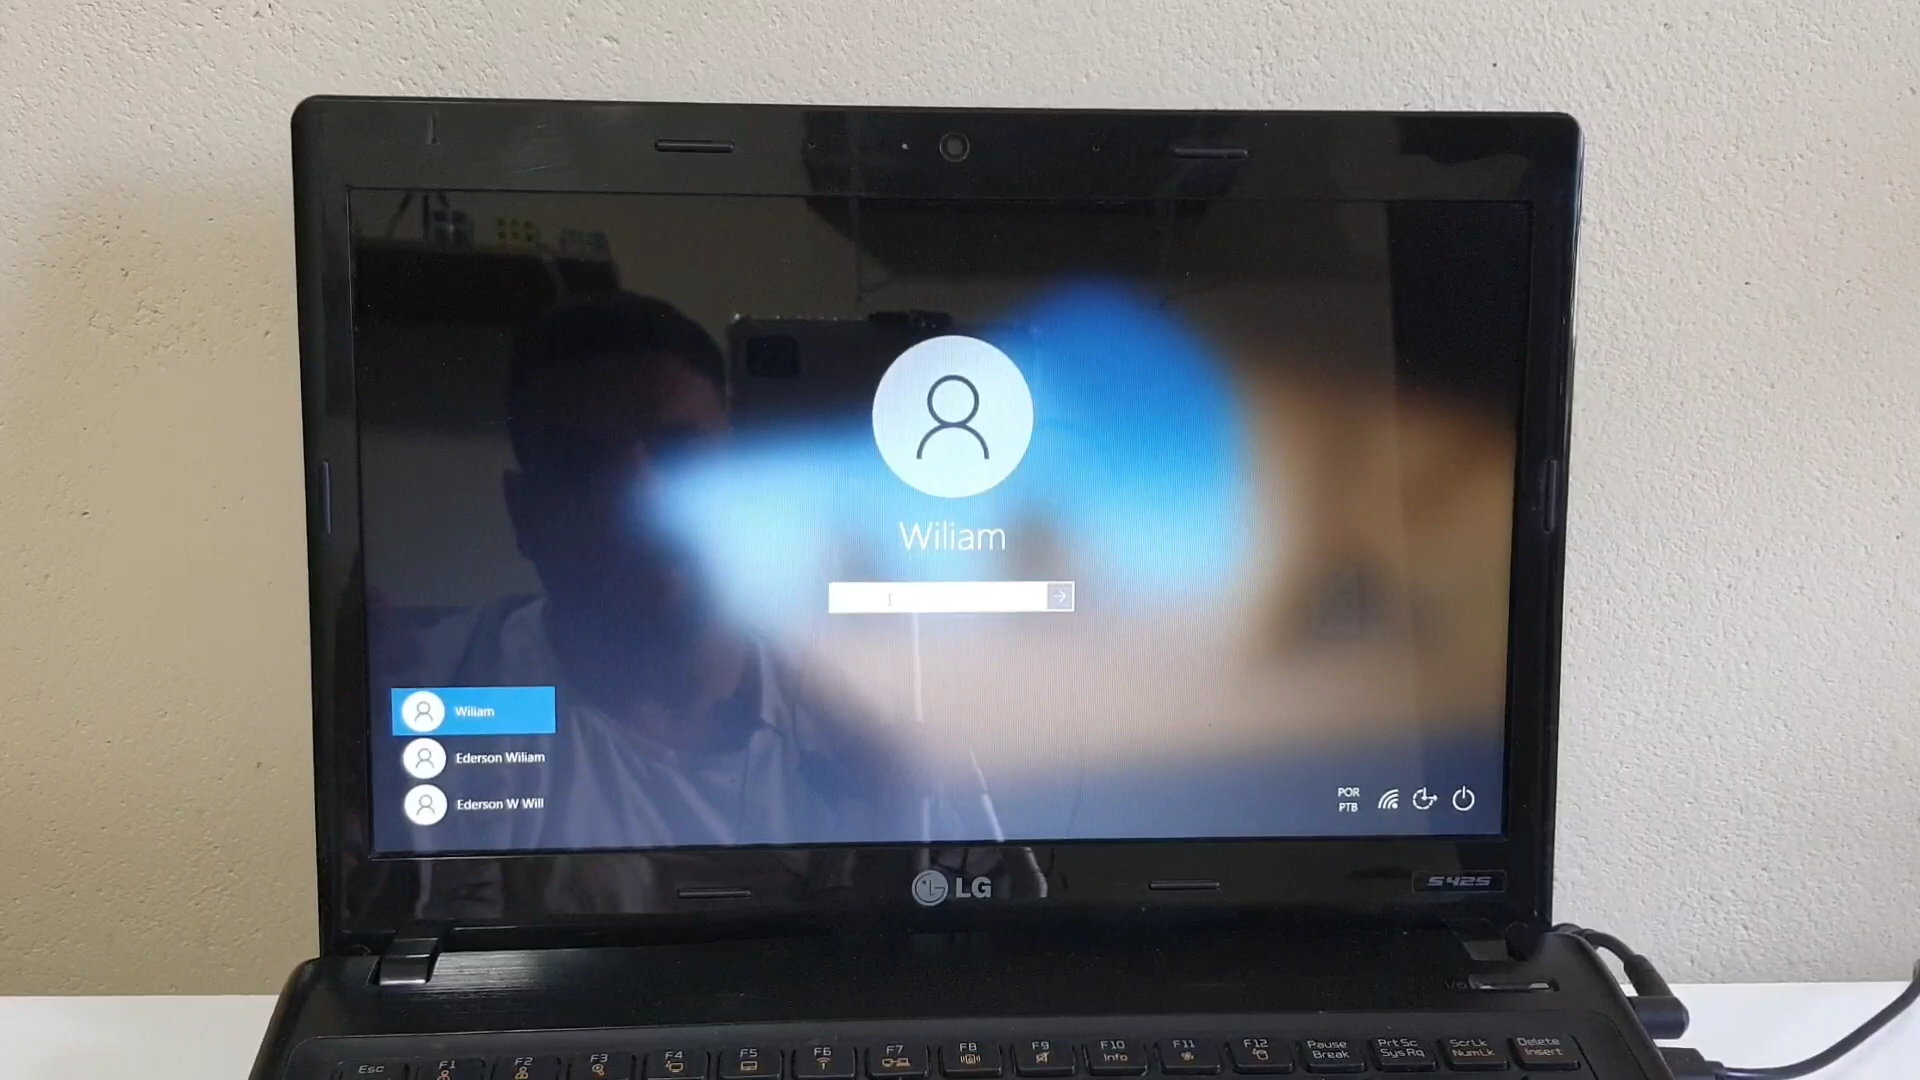 Wiliam
Wiliam
Ederson Wiliam
Ederson W Will
POR
PTB
LG
S425
Esc
F1
F2
F3
F4
F5
F6
F7
F8
F9
F10
Info
F11
F12
Pause
Break
PrtSc
SysRq
ScrLk
NumLk
Delete
Insert